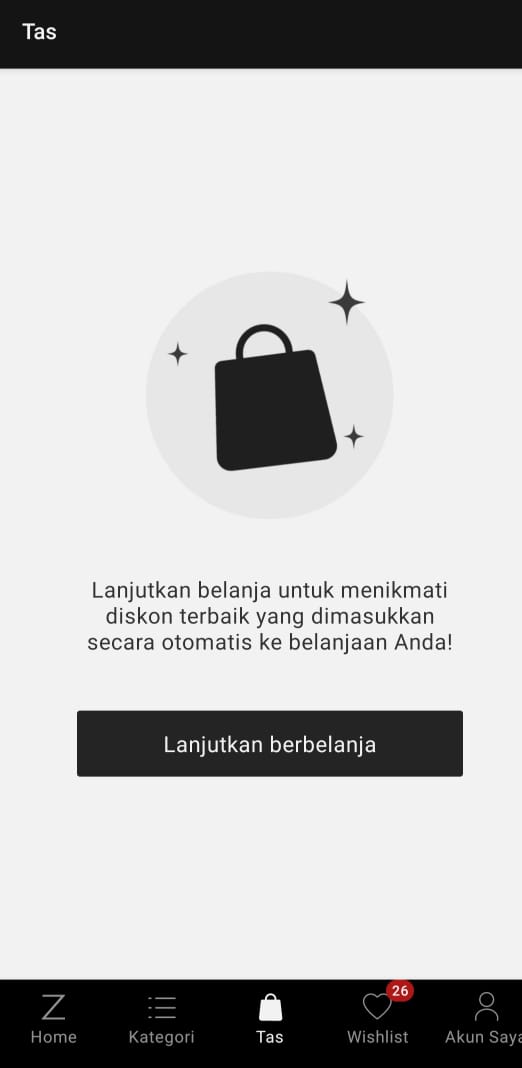 Tas
Lanjutkan belanja untuk menikmati
diskon terbaik yang dimasukkan
secara otomatis ke belanjaan Anda!
Lanjutkan berbelanja
26
Home Kategori Tas Wishlist Akun Saya